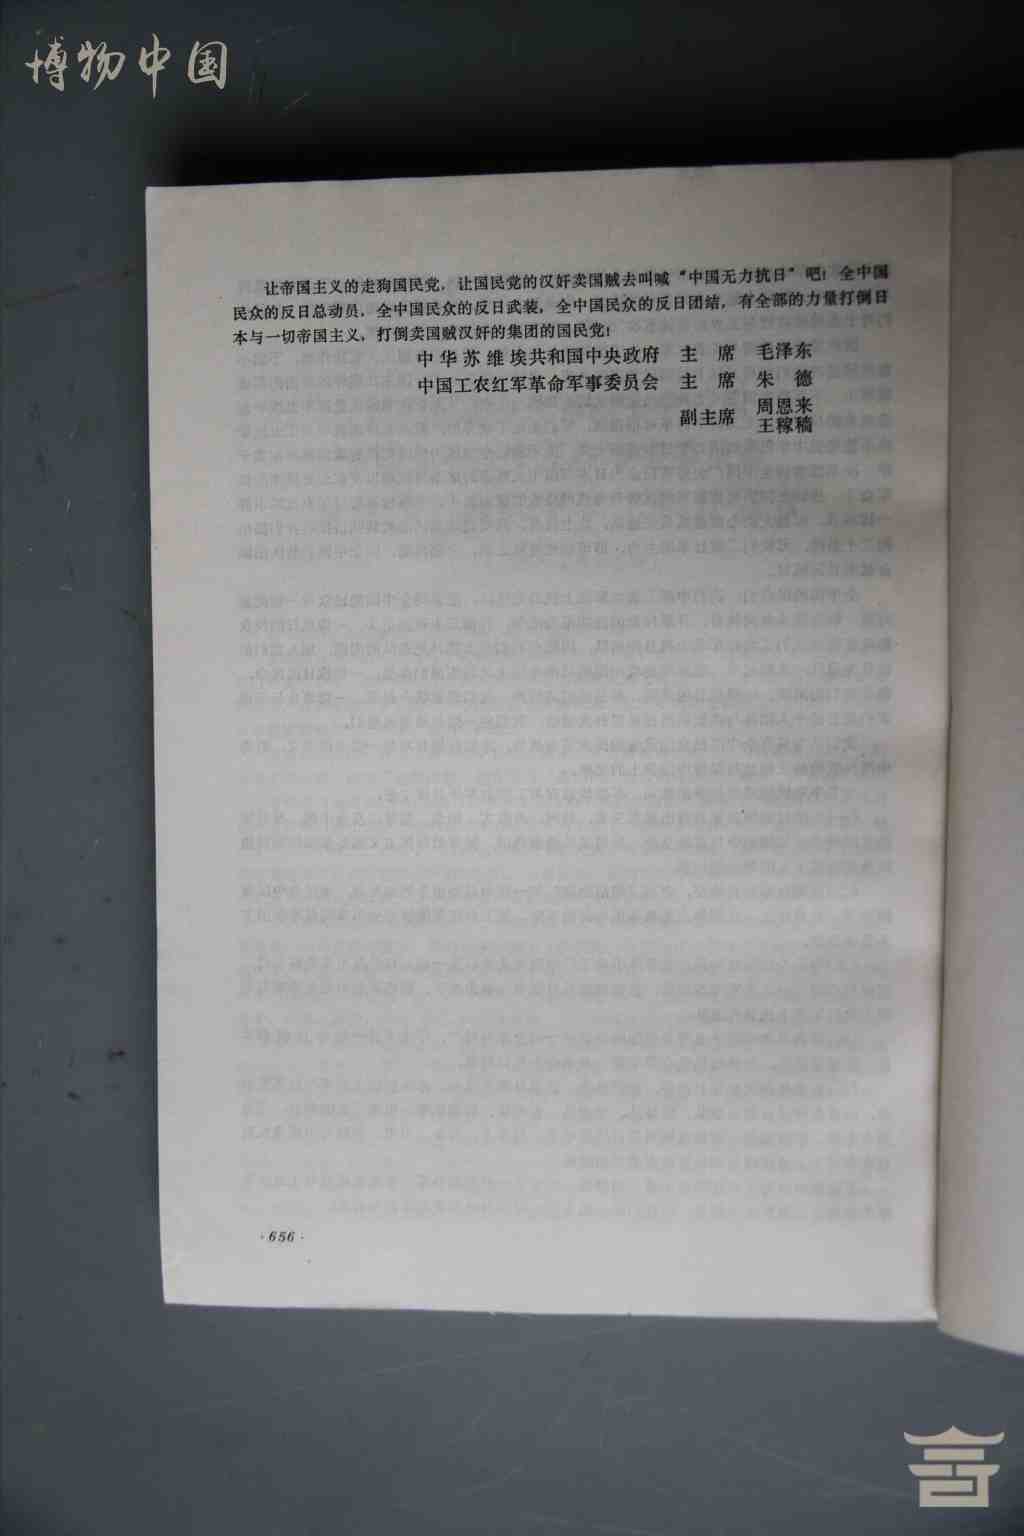 博物中国
让帝国主义的走狗国民党，让国民党的汉奸卖国贼去叫喊“中国无力抗日”吧！全中国
民众的反日总动员，全中国民众的反日武装，全中国民众的反日团结，有全部的力量打倒日
本与一切帝国主义，打倒卖国贼汉奸的集团的国民党！
中华苏维埃共和国中央政府 主 席 毛泽东
中国工农红军革命军事委员会 主 席 朱 德
副主席 周恩来
王稼穑
·656·